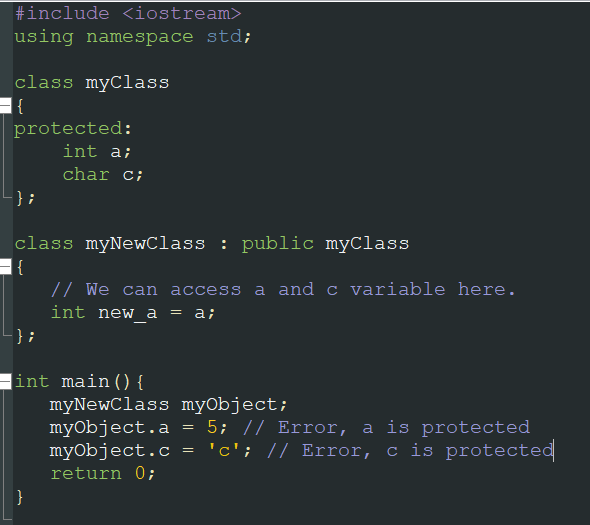 #include <iostream>
using namespace std;
class myClass
{
protected:
int a;
char c;
};
class myNewClass : public myClass
{
// We can access a and c variable here.
int new_a = a;
};
int main(){
myNewClass myObject;
myObject.a = 5; // Error, a is protected
myObject.c = 'c'; // Error, c is protected
return 0;
}